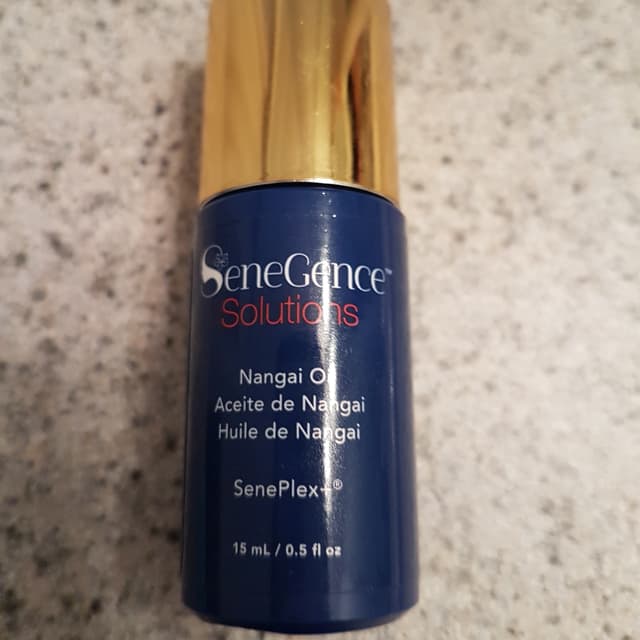 SeneGence™
Solutions
Nangai Oil
Aceite de Nangai
Huile de Nangai
SenePlex+®
15 mL / 0.5 fl oz